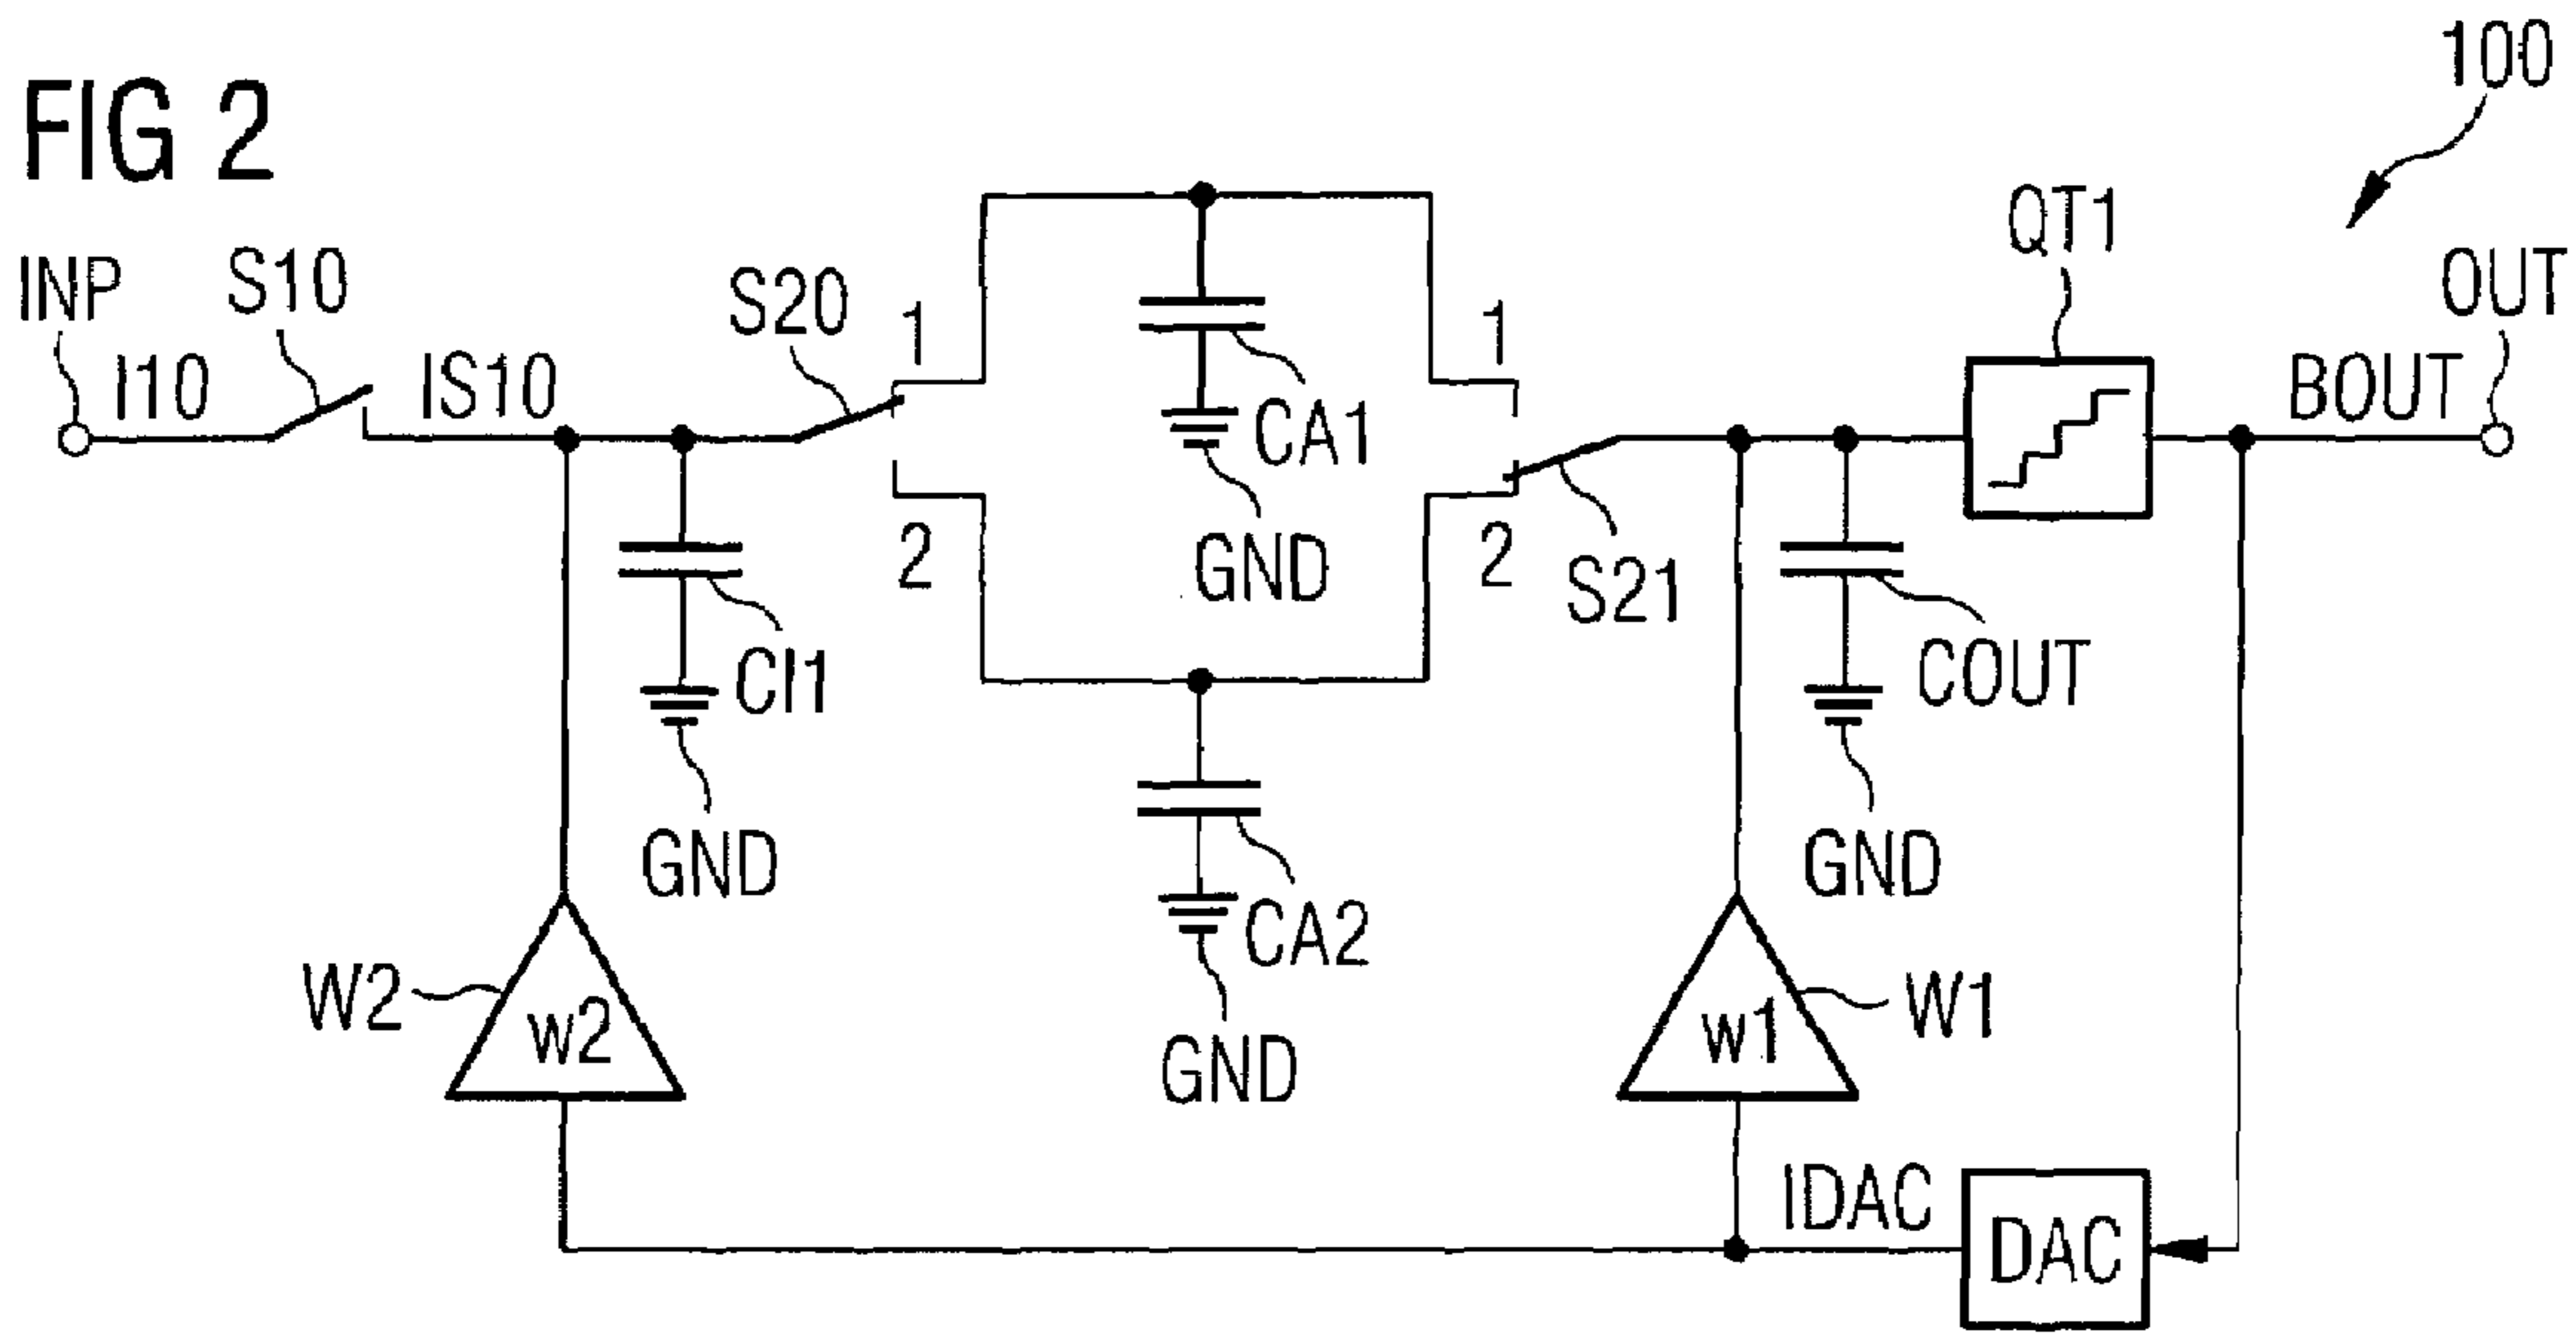 FIG 2
100
INP
S10
I10
IS10
S20
1
2
CI1
GND
CA1
GND
CA2
GND
1
2
S21
QT1
OUT
BOUT
COUT
GND
W2
w2
W1
w1
IDAC
DAC